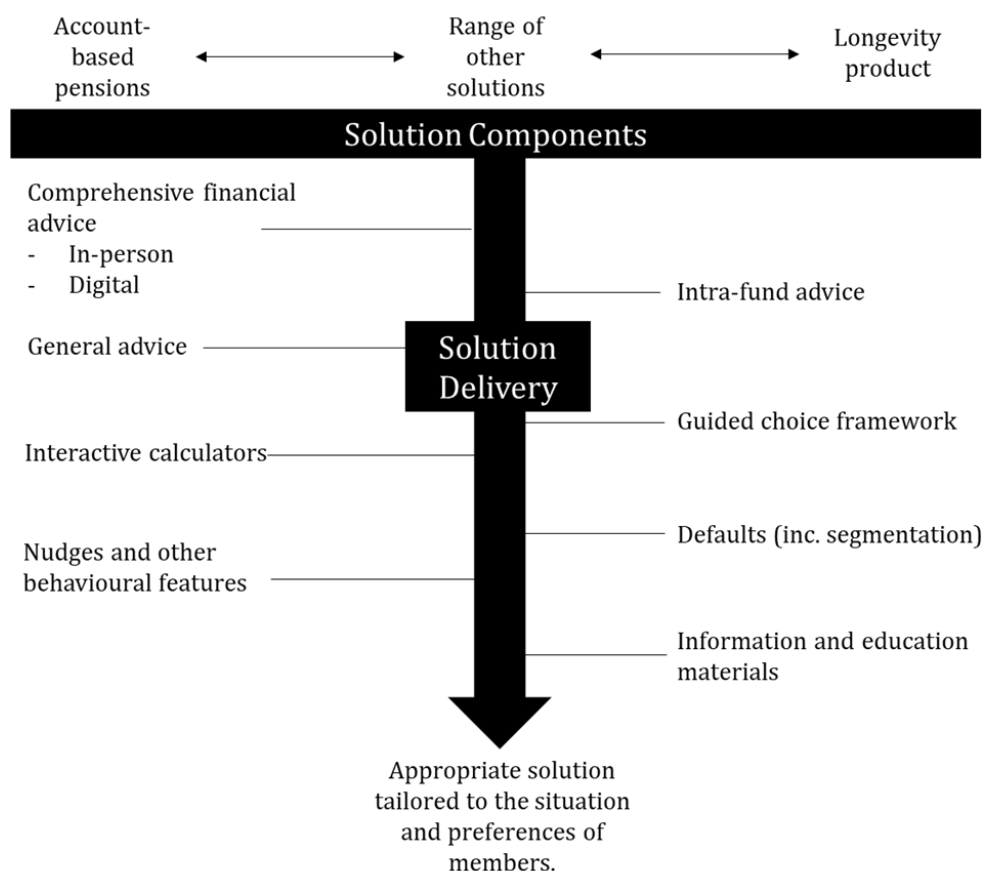 Account-
based
pensions
Range of
other
solutions
Longevity
product
Solution Components
Comprehensive financial
advice
- In-person
- Digital
Intra-fund advice
General advice
Solution
Delivery
Guided choice framework
Interactive calculators
Defaults (inc. segmentation)
Nudges and other
behavioural features
Information and education
materials
Appropriate solution
tailored to the situation
and preferences of
members.